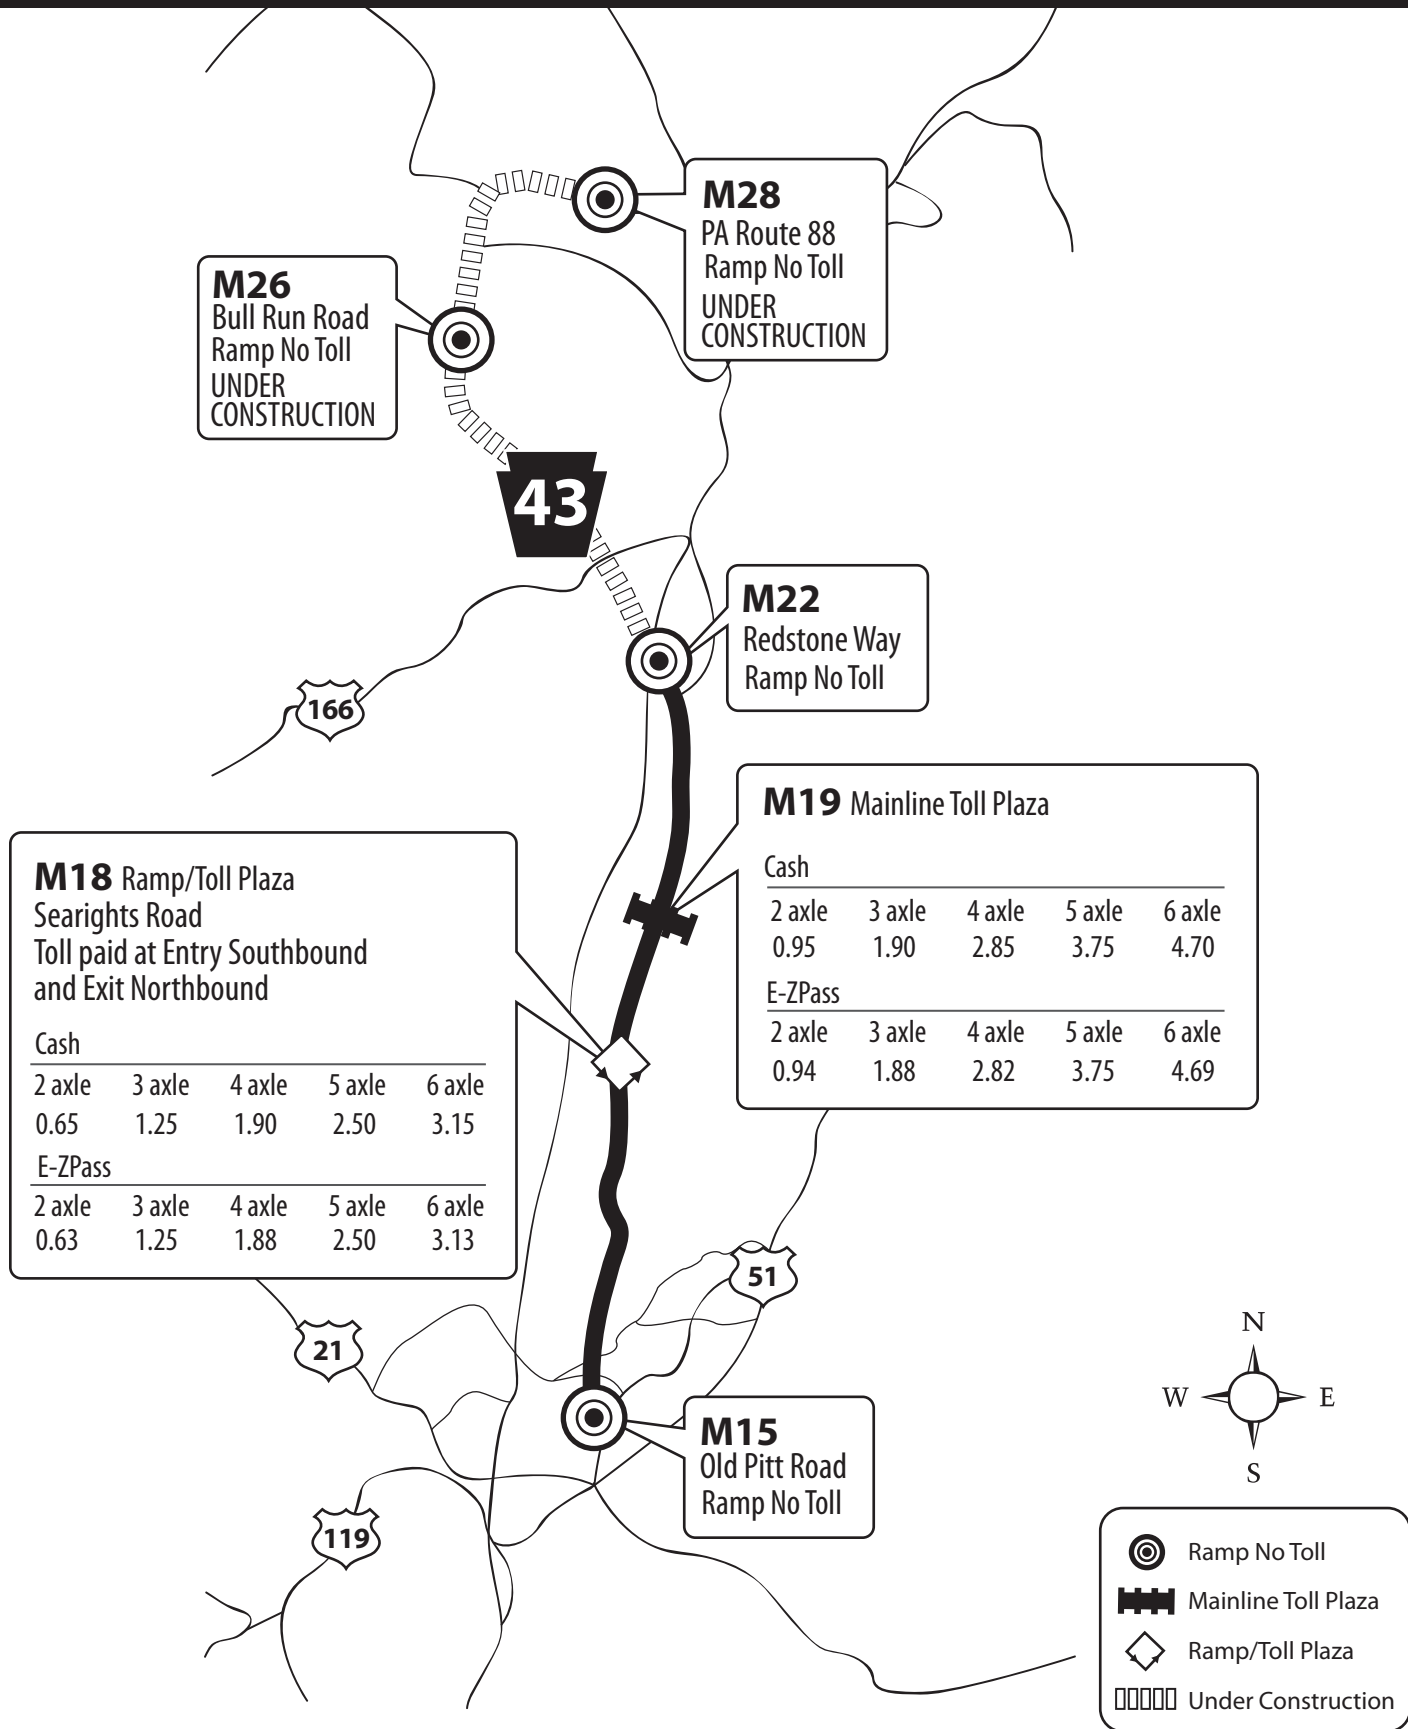 M28
PA Route 88
Ramp No Toll
UNDER
CONSTRUCTION
M26
Bull Run Road
Ramp No Toll
UNDER
CONSTRUCTION
43
M22
Redstone Way
Ramp No Toll
166
M19 Mainline Toll Plaza
Cash
2 axle 3 axle 4 axle 5 axle 6 axle
0.95 1.90 2.85 3.75 4.70
E-ZPass
2 axle 3 axle 4 axle 5 axle 6 axle
0.94 1.88 2.82 3.75 4.69
M18 Ramp/Toll Plaza
Searights Road
Toll paid at Entry Southbound
and Exit Northbound
Cash
2 axle 3 axle 4 axle 5 axle 6 axle
0.65 1.25 1.90 2.50 3.15
E-ZPass
2 axle 3 axle 4 axle 5 axle 6 axle
0.63 1.25 1.88 2.50 3.13
51
21
M15
Old Pitt Road
Ramp No Toll
119
N
W E
S
Ramp No Toll
Mainline Toll Plaza
Ramp/Toll Plaza
Under Construction